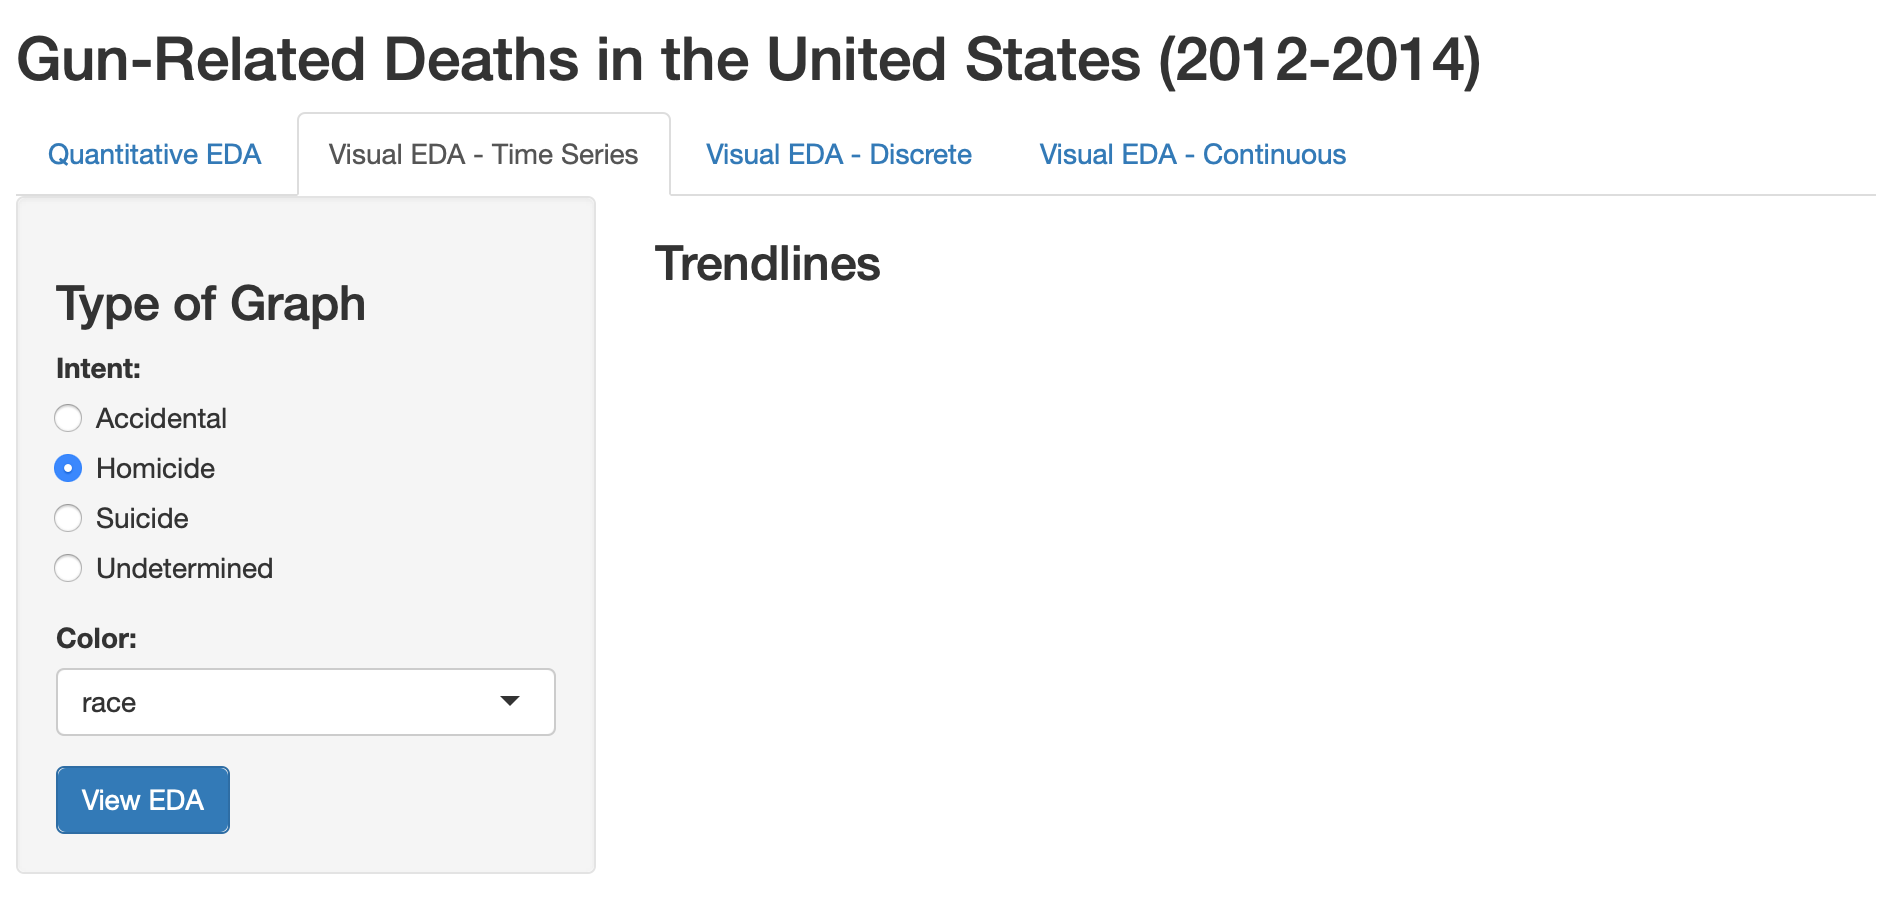 Gun-Related Deaths in the United States (2012-2014)
Quantitative EDA
Visual EDA - Time Series
Visual EDA - Discrete
Visual EDA - Continuous
Type of Graph
Intent:
Accidental
Homicide
Suicide
Undetermined
Color:
race
View EDA
Trendlines